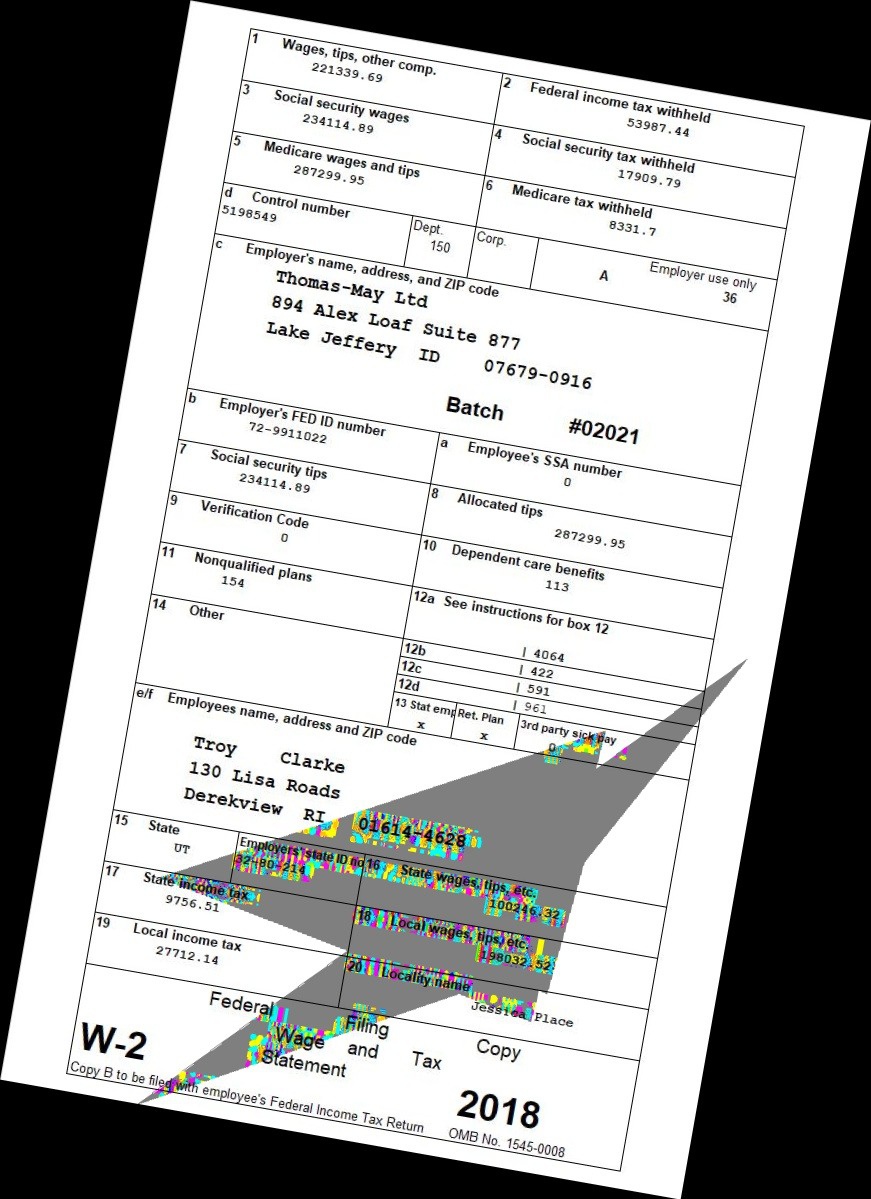 1 Wages, tips, other comp.
221339.69
2 Federal income tax withheld
53987.44
3 Social security wages
234114.89
4 Social security tax withheld
17909.79
5 Medicare wages and tips
287299.95
6 Medicare tax withheld
8331.7
d Control number
5198549
Dept.
150
Corp.
A
Employer use only
36
c Employer's name, address, and ZIP code
Thomas-May Ltd
894 Alex Loaf Suite 877
Lake Jeffery ID 07679-0916
Batch #02021
b Employer's FED ID number
72-9911022
a Employee's SSA number
0
7 Social security tips
234114.89
8 Allocated tips
287299.95
9 Verification Code
0
10 Dependent care benefits
113
11 Nonqualified plans
154
12a See instructions for box 12
| 4064
14 Other
12b
| 422
12c
| 591
12d
| 961
13 Stat emp
x
Ret. Plan
x
3rd party sick pay
0
e/f Employees name, address and ZIP code
Troy Clarke
130 Lisa Roads
Derekview RI 01614-4628
15 State
UT
Employers' state ID no
32-80-214
16 State wages, tips, etc.
100246.32
17 State income tax
9756.51
18 Local wages, tips, etc.
198032.52
19 Local income tax
27712.14
20 Locality name
Jessica Place
Federal Filing Copy
W-2 Wage and Tax
Statement
2018
Copy B to be filed with employee's Federal Income Tax Return
OMB No. 1545-0008